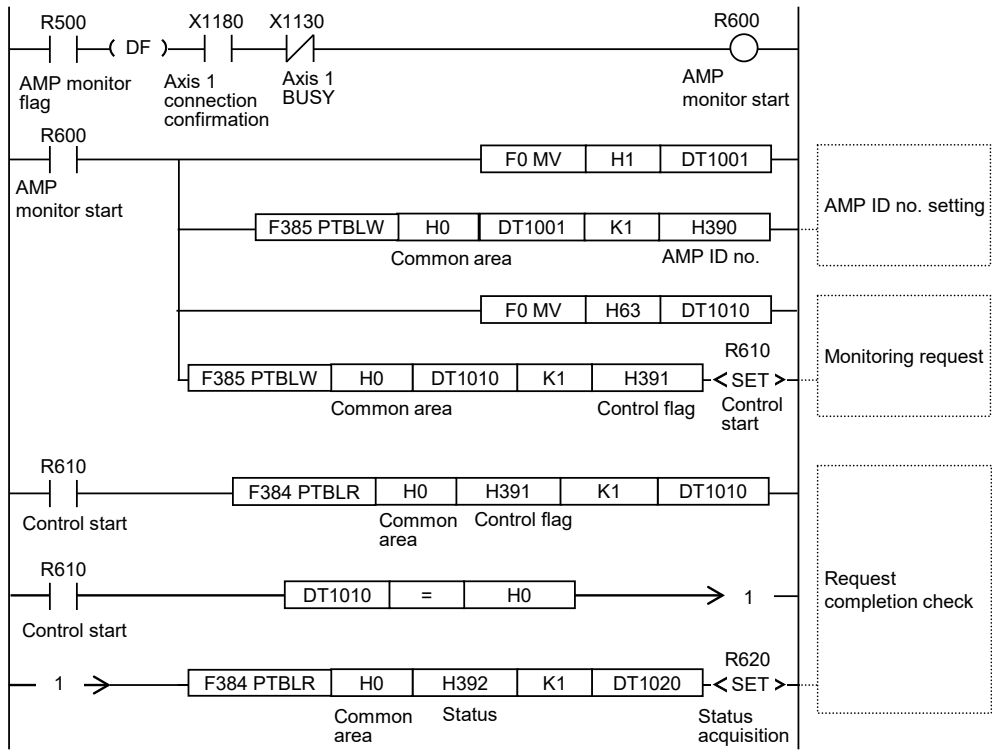 R500 X1180 X1130 R600
DF
AMP monitor
flag
Axis 1
connection
confirmation
Axis 1
BUSY
AMP
monitor start
R600
F0 MV H1 DT1001
AMP
monitor start
AMP ID no. setting
F385 PTBLW H0 DT1001 K1 H390
Common area AMP ID no.
F0 MV H63 DT1010
R610
Monitoring request
F385 PTBLW H0 DT1010 K1 H391 SET
Common area Control flag
Control
start
R610
F384 PTBLR H0 H391 K1 DT1010
Control start
Common
area
Control flag
R610
Request
completion check
DT1010 = H0 1
Control start
R620
1 F384 PTBLR H0 H392 K1 DT1020 SET
Common
area
Status
Status
acquisition